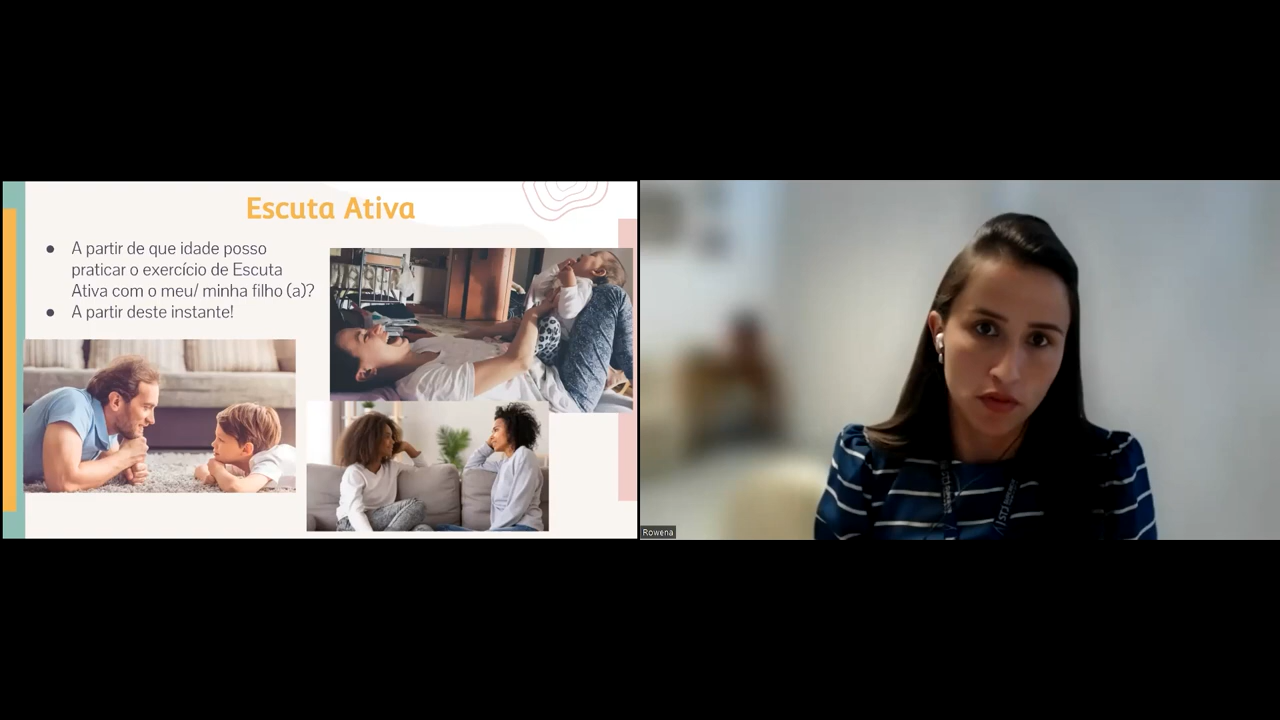 Escuta Ativa
● A partir de que idade posso
praticar o exercício de Escuta
Ativa com o meu/ minha filho (a)?
● A partir deste instante!
Rowena